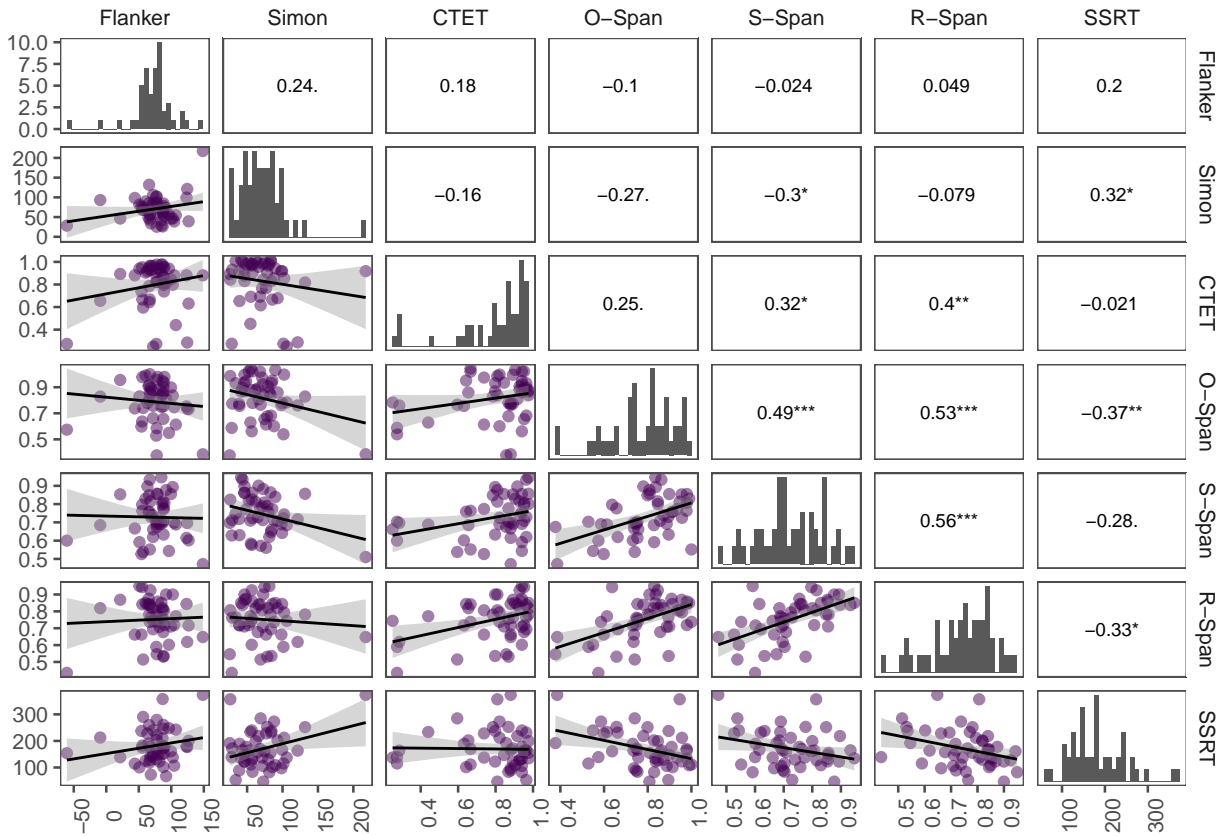 Flanker Simon CTET O−Span S−Span R−Span SSRT
10.0
7.5
5.0
2.5
0.0
0.24. 0.18 −0.1 −0.024 0.049 0.2
Flanker
200
150
100
50
0
−0.16 −0.27. −0.3* −0.079 0.32*
Simon
1.0
0.8
0.6
0.4
0.25. 0.32* 0.4** −0.021
CTET
0.9
0.7
0.5
0.49*** 0.53*** −0.37**
O−Span
0.9
0.8
0.7
0.6
0.5
0.56*** −0.28.
S−Span
0.9
0.8
0.7
0.6
0.5
−0.33*
R−Span
300
200
100
SSRT
−50 0 50 100 150 50 100 150 200 0.4 0.6 0.8 1.0 0.4 0.6 0.8 1.0 0.5 0.6 0.7 0.8 0.9 0.5 0.6 0.7 0.8 0.9 100 200 300